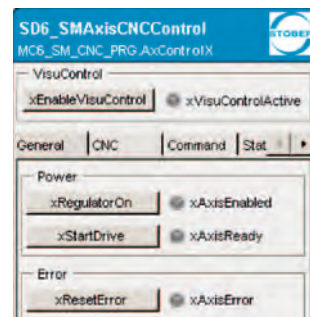 SD6_SMAxisCNCControl
MC6_SM_CNC_PRG.AxControlX
STOBER
VisuControl
xEnableVisuControl xVisuControlActive
General CNC Command Stat
Power
xRegulatorOn xAxisEnabled
xStartDrive xAxisReady
Error
xResetError xAxisError